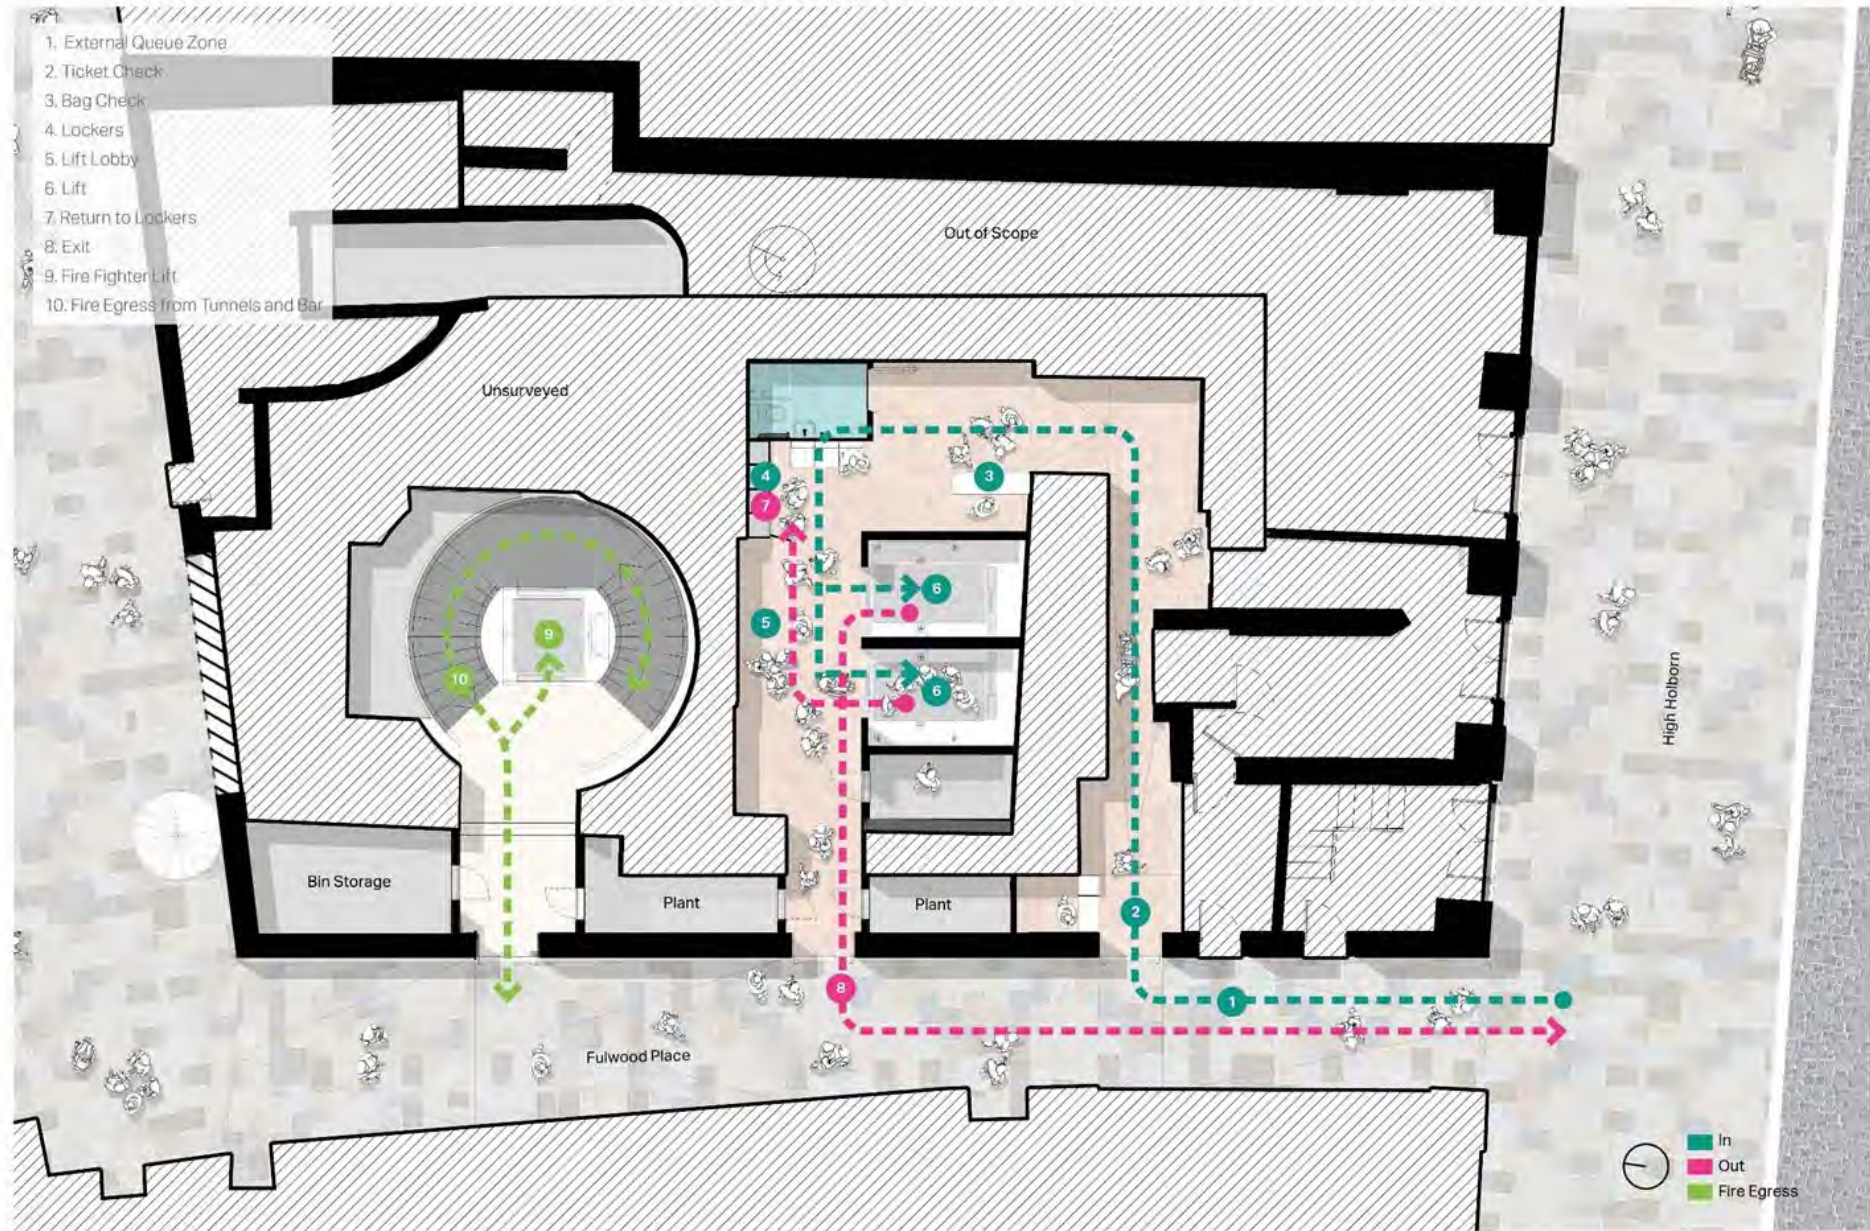 1. External Queue Zone
2. Ticket Check
3. Bag Check
4. Lockers
5. Lift Lobby
6. Lift
7. Return to Lockers
8. Exit
9. Fire Fighter Lift
10. Fire Egress from Tunnels and Bar
Out of Scope
Unsurveyed
4
3
7
6
5
9
6
10
High Holborn
Bin Storage
Plant
Plant
2
8
1
Fulwood Place
In
Out
Fire Egress